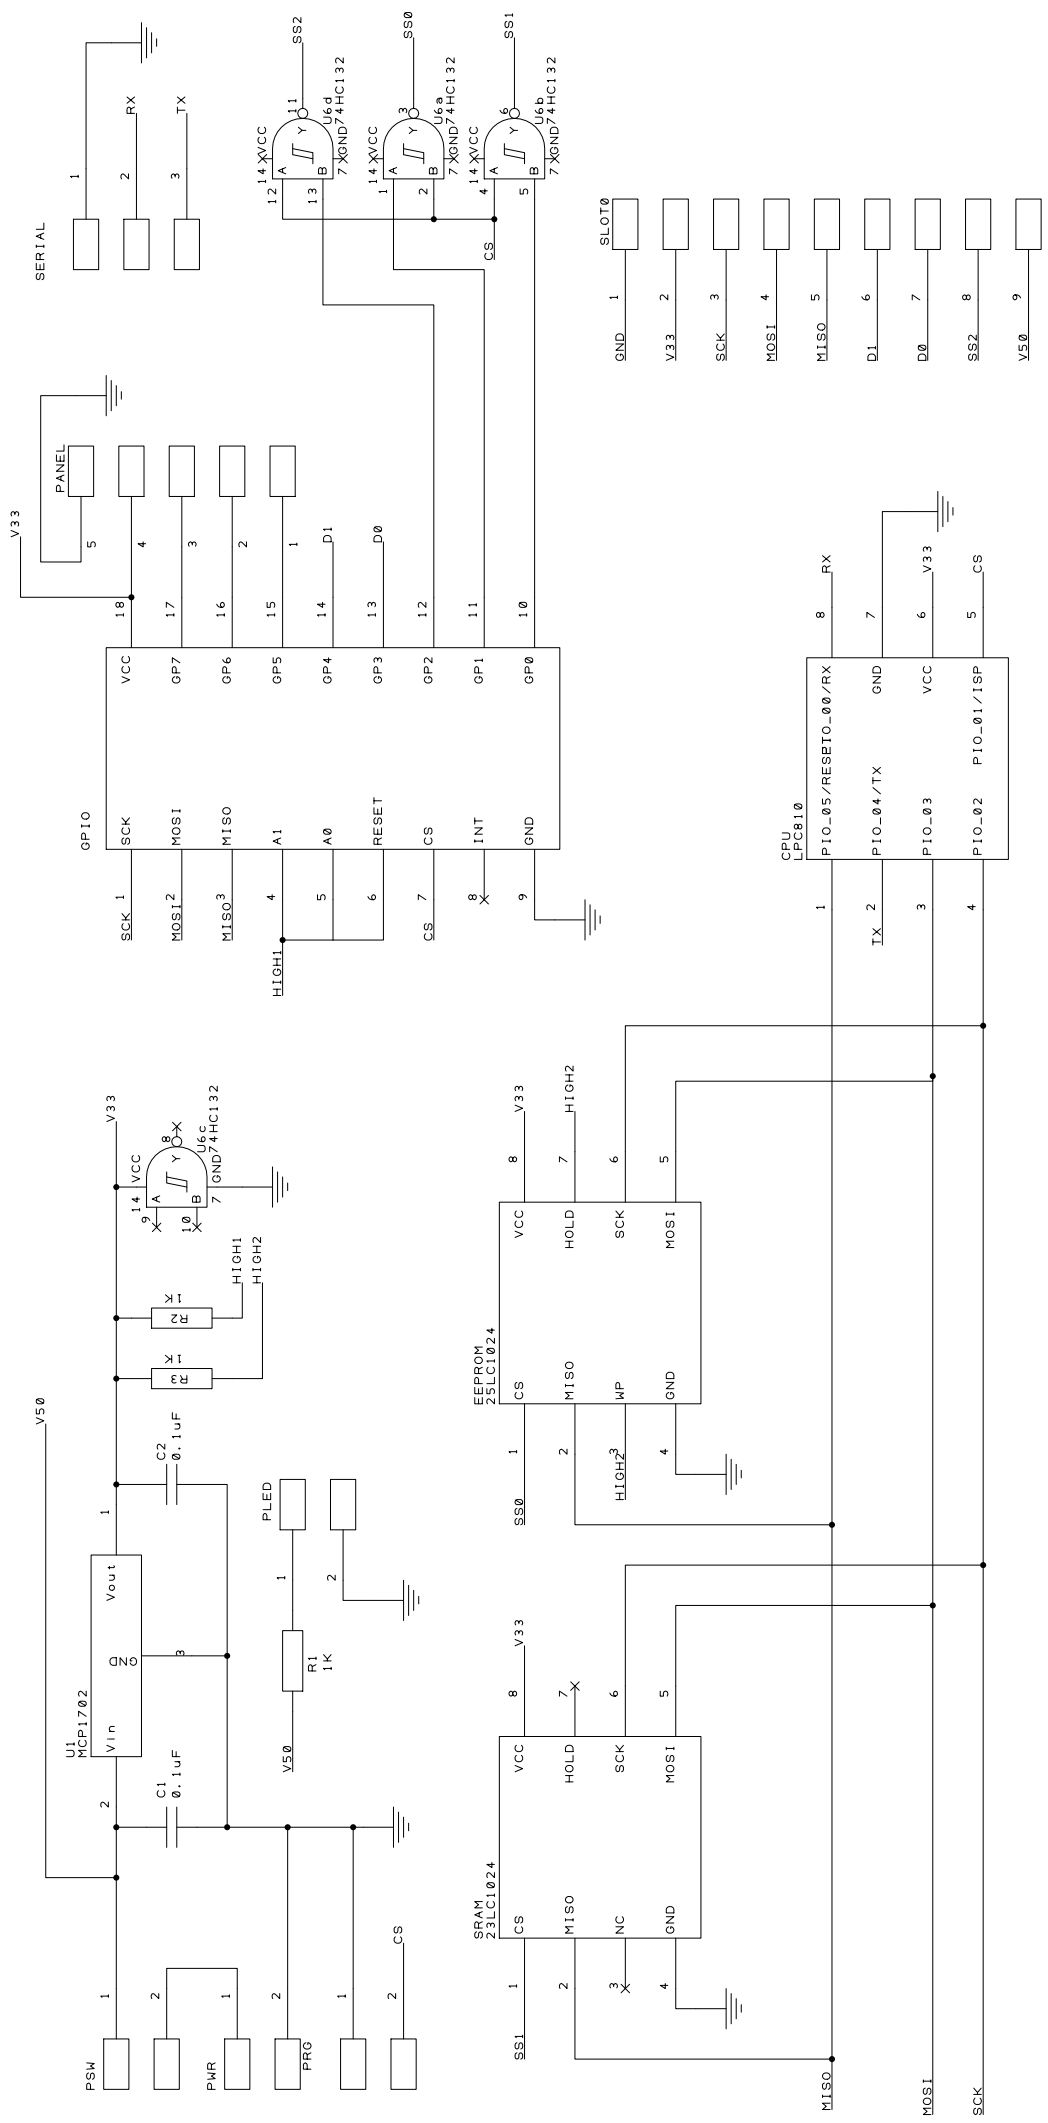 SERIAL
1
2
3
RX
TX
SS2
11
Y
U6d
74HC132
14
VCC
A
B
12
13
7
GND
SS0
3
Y
U6a
74HC132
14
VCC
A
B
1
2
7
GND
SS1
6
Y
U6b
74HC132
14
VCC
A
B
4
5
7
GND
CS
SLOT0
1
GND
2
V33
3
SCK
4
MOSI
5
MISO
6
D1
7
D0
8
SS2
9
V50
V33
PANEL
5
4
3
2
1
D1
D0
18
17
16
15
14
13
12
11
10
VCC
GP7
GP6
GP5
GP4
GP3
GP2
GP1
GP0
GPIO
SCK
MOSI
MISO
A1
A0
RESET
CS
INT
GND
1
2
3
4
5
6
7
8
9
SCK
MOSI
MISO
HIGH1
CS
RX
V33
CS
8
7
6
5
PIO_00/RX
GND
VCC
PIO_01/ISP
CPU
LPC810
PIO_05/RESET
PIO_04/TX
PIO_03
PIO_02
1
2
3
4
TX
V33
8
Y
U6c
74HC132
14
VCC
A
B
9
10
7
GND
HIGH1
HIGH2
1K
R2
1K
R3
V50
C2
0.1uF
1
Vout
GND
3
Vin
U1
MCP1702
2
C1
0.1uF
PLED
1
2
R1
1K
V50
PSW
1
2
PWR
1
2
PRG
1
2
CS
V33
HIGH2
8
7
6
5
VCC
HOLD
SCK
MOSI
EEPROM
25LC1024
CS
MISO
WP
GND
1
2
3
4
SS0
HIGH2
V33
8
7
6
5
VCC
HOLD
SCK
MOSI
SRAM
23LC1024
CS
MISO
NC
GND
1
2
3
4
SS1
MISO
MOSI
SCK